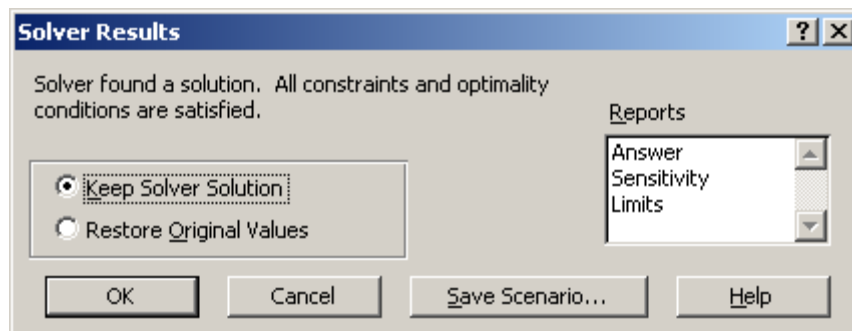 Solver Results
Solver found a solution. All constraints and optimality
conditions are satisfied.
Reports
Answer
Sensitivity
Limits
Keep Solver Solution
Restore Original Values
OK
Cancel
Save Scenario...
Help